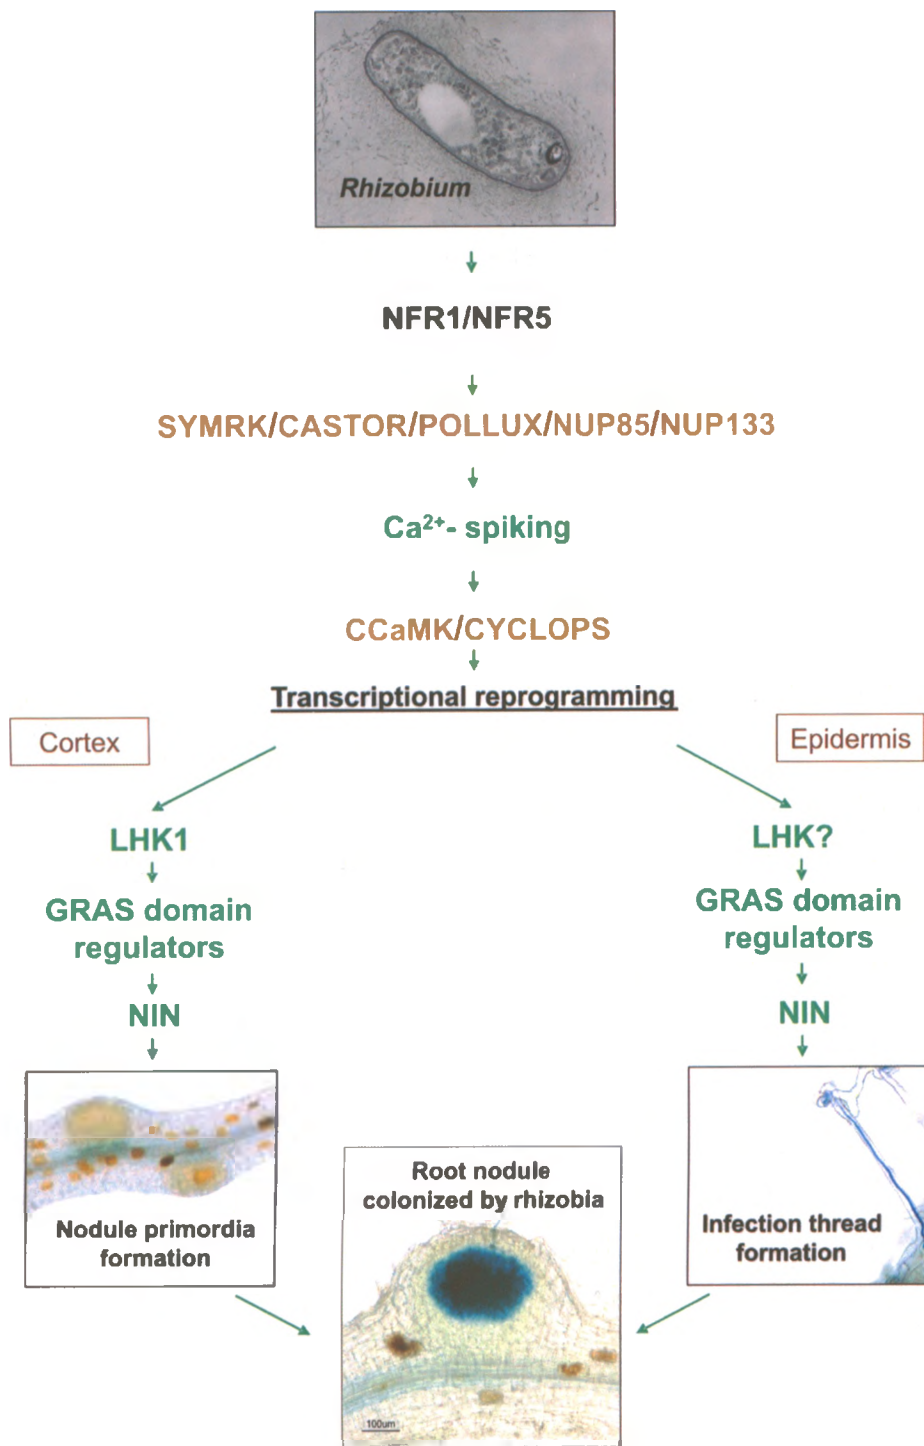 Rhizobium
NFR1/NFR5
SYMRK/CASTOR/POLLUX/NUP85/NUP133
Ca²⁺- spiking
CCaMK/CYCLOPS
Transcriptional reprogramming
Cortex
Epidermis
LHK1
GRAS domain
regulators
NIN
Nodule primordia
formation
LHK?
GRAS domain
regulators
NIN
Infection thread
formation
Root nodule
colonized by rhizobia
100um